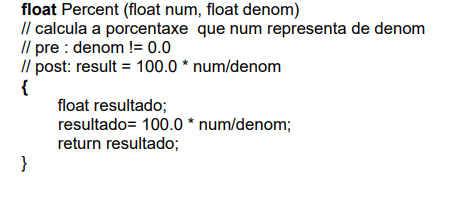 float Percent (float num, float denom)
// calcula a porcentaxe que num representa de denom
// pre : denom != 0.0
// post: result = 100.0 * num/denom
{
float resultado;
resultado= 100.0 * num/denom;
return resultado;
}